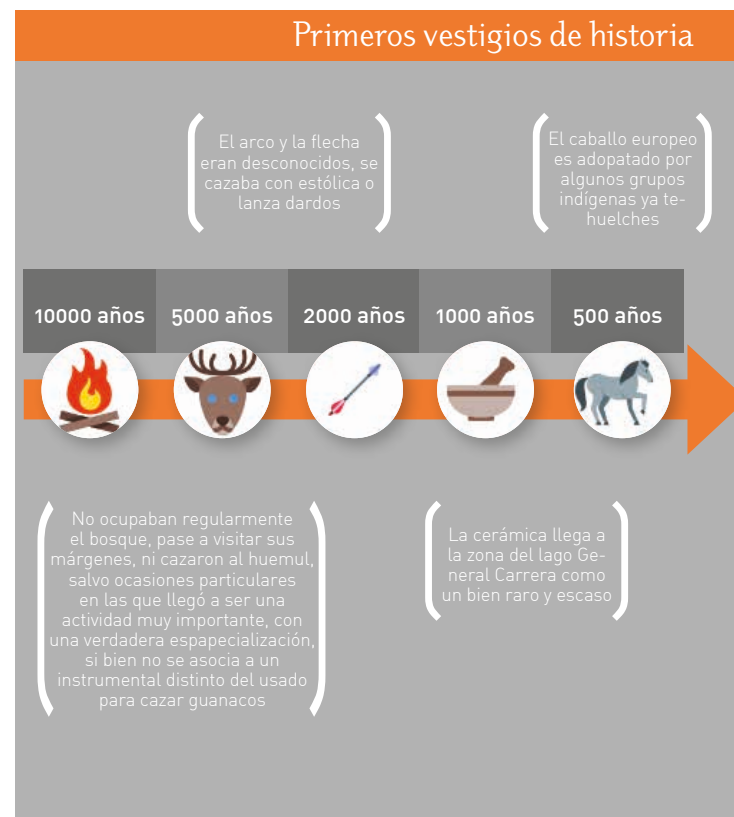 Primeros vestigios de historia
El arco y la flecha
eran desconocidos, se
cazaba con estólica o
lanza dardos
El caballo europeo
es adopatado por
algunos grupos
indígenas ya te-
huelches
10000 años
5000 años
2000 años
1000 años
500 años
No ocupaban regularmente
el bosque, pase a visitar sus
márgenes, ni cazaron al huemul,
salvo ocasiones particulares
en las que llegó a ser una
actividad muy importante, con
una verdadera espapecialización,
si bien no se asocia a un
instrumental distinto del usado
para cazar guanacos
La cerámica llega a
la zona del lago Ge-
neral Carrera como
un bien raro y escaso